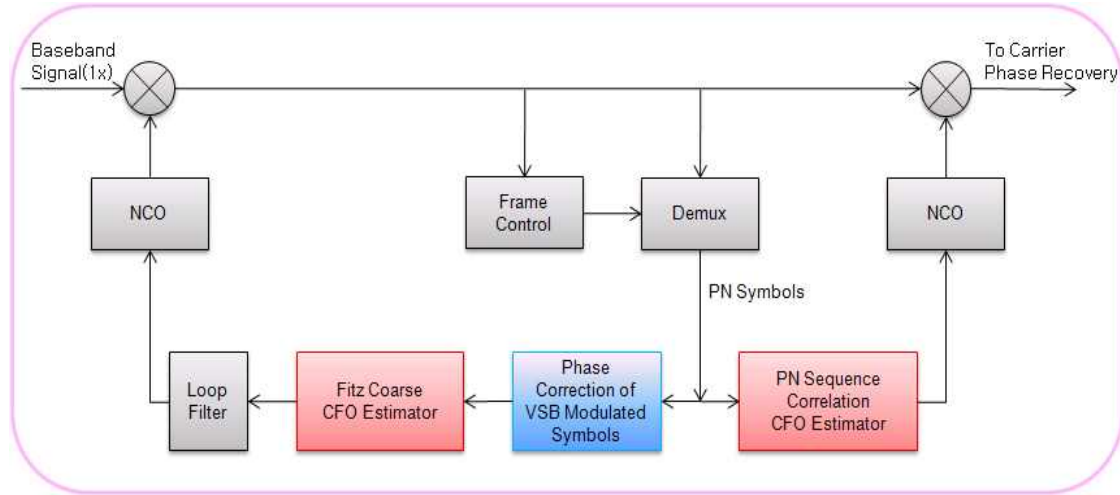 Baseband
Signal(1x)
To Carrier
Phase Recovery
NCO
Frame
Control
Demux
NCO
PN Symbols
Loop
Filter
Fitz Coarse
CFO Estimator
Phase
Correction of
VSB Modulated
Symbols
PN Sequence
Correlation
CFO Estimator